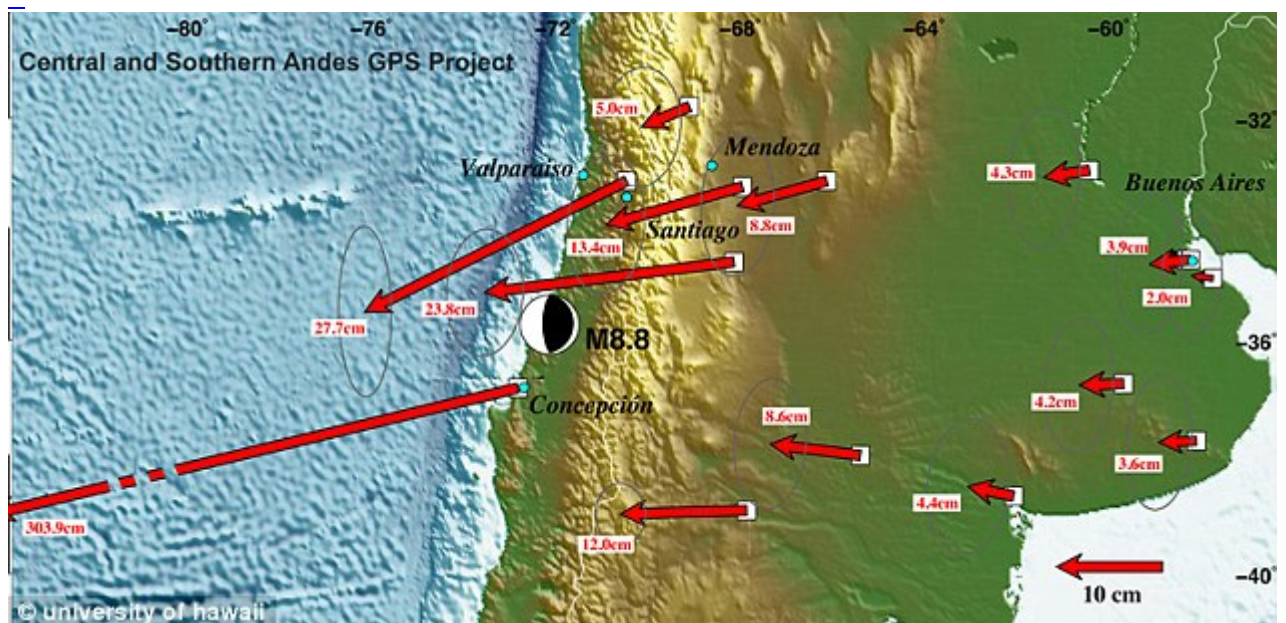 −80° −76° −72° −68° −64° −60°
Central and Southern Andes GPS Project
5.0cm
−32°
Mendoza
Valparaiso
4.3cm
Buenos Aires
8.8cm
Santiago
13.4cm
3.9cm
2.0cm
23.8cm
27.7cm
M8.8
−36°
4.2cm
Concepción
8.6cm
3.6cm
4.4cm
303.9cm
12.0cm
−40°
10 cm
© university of hawaii